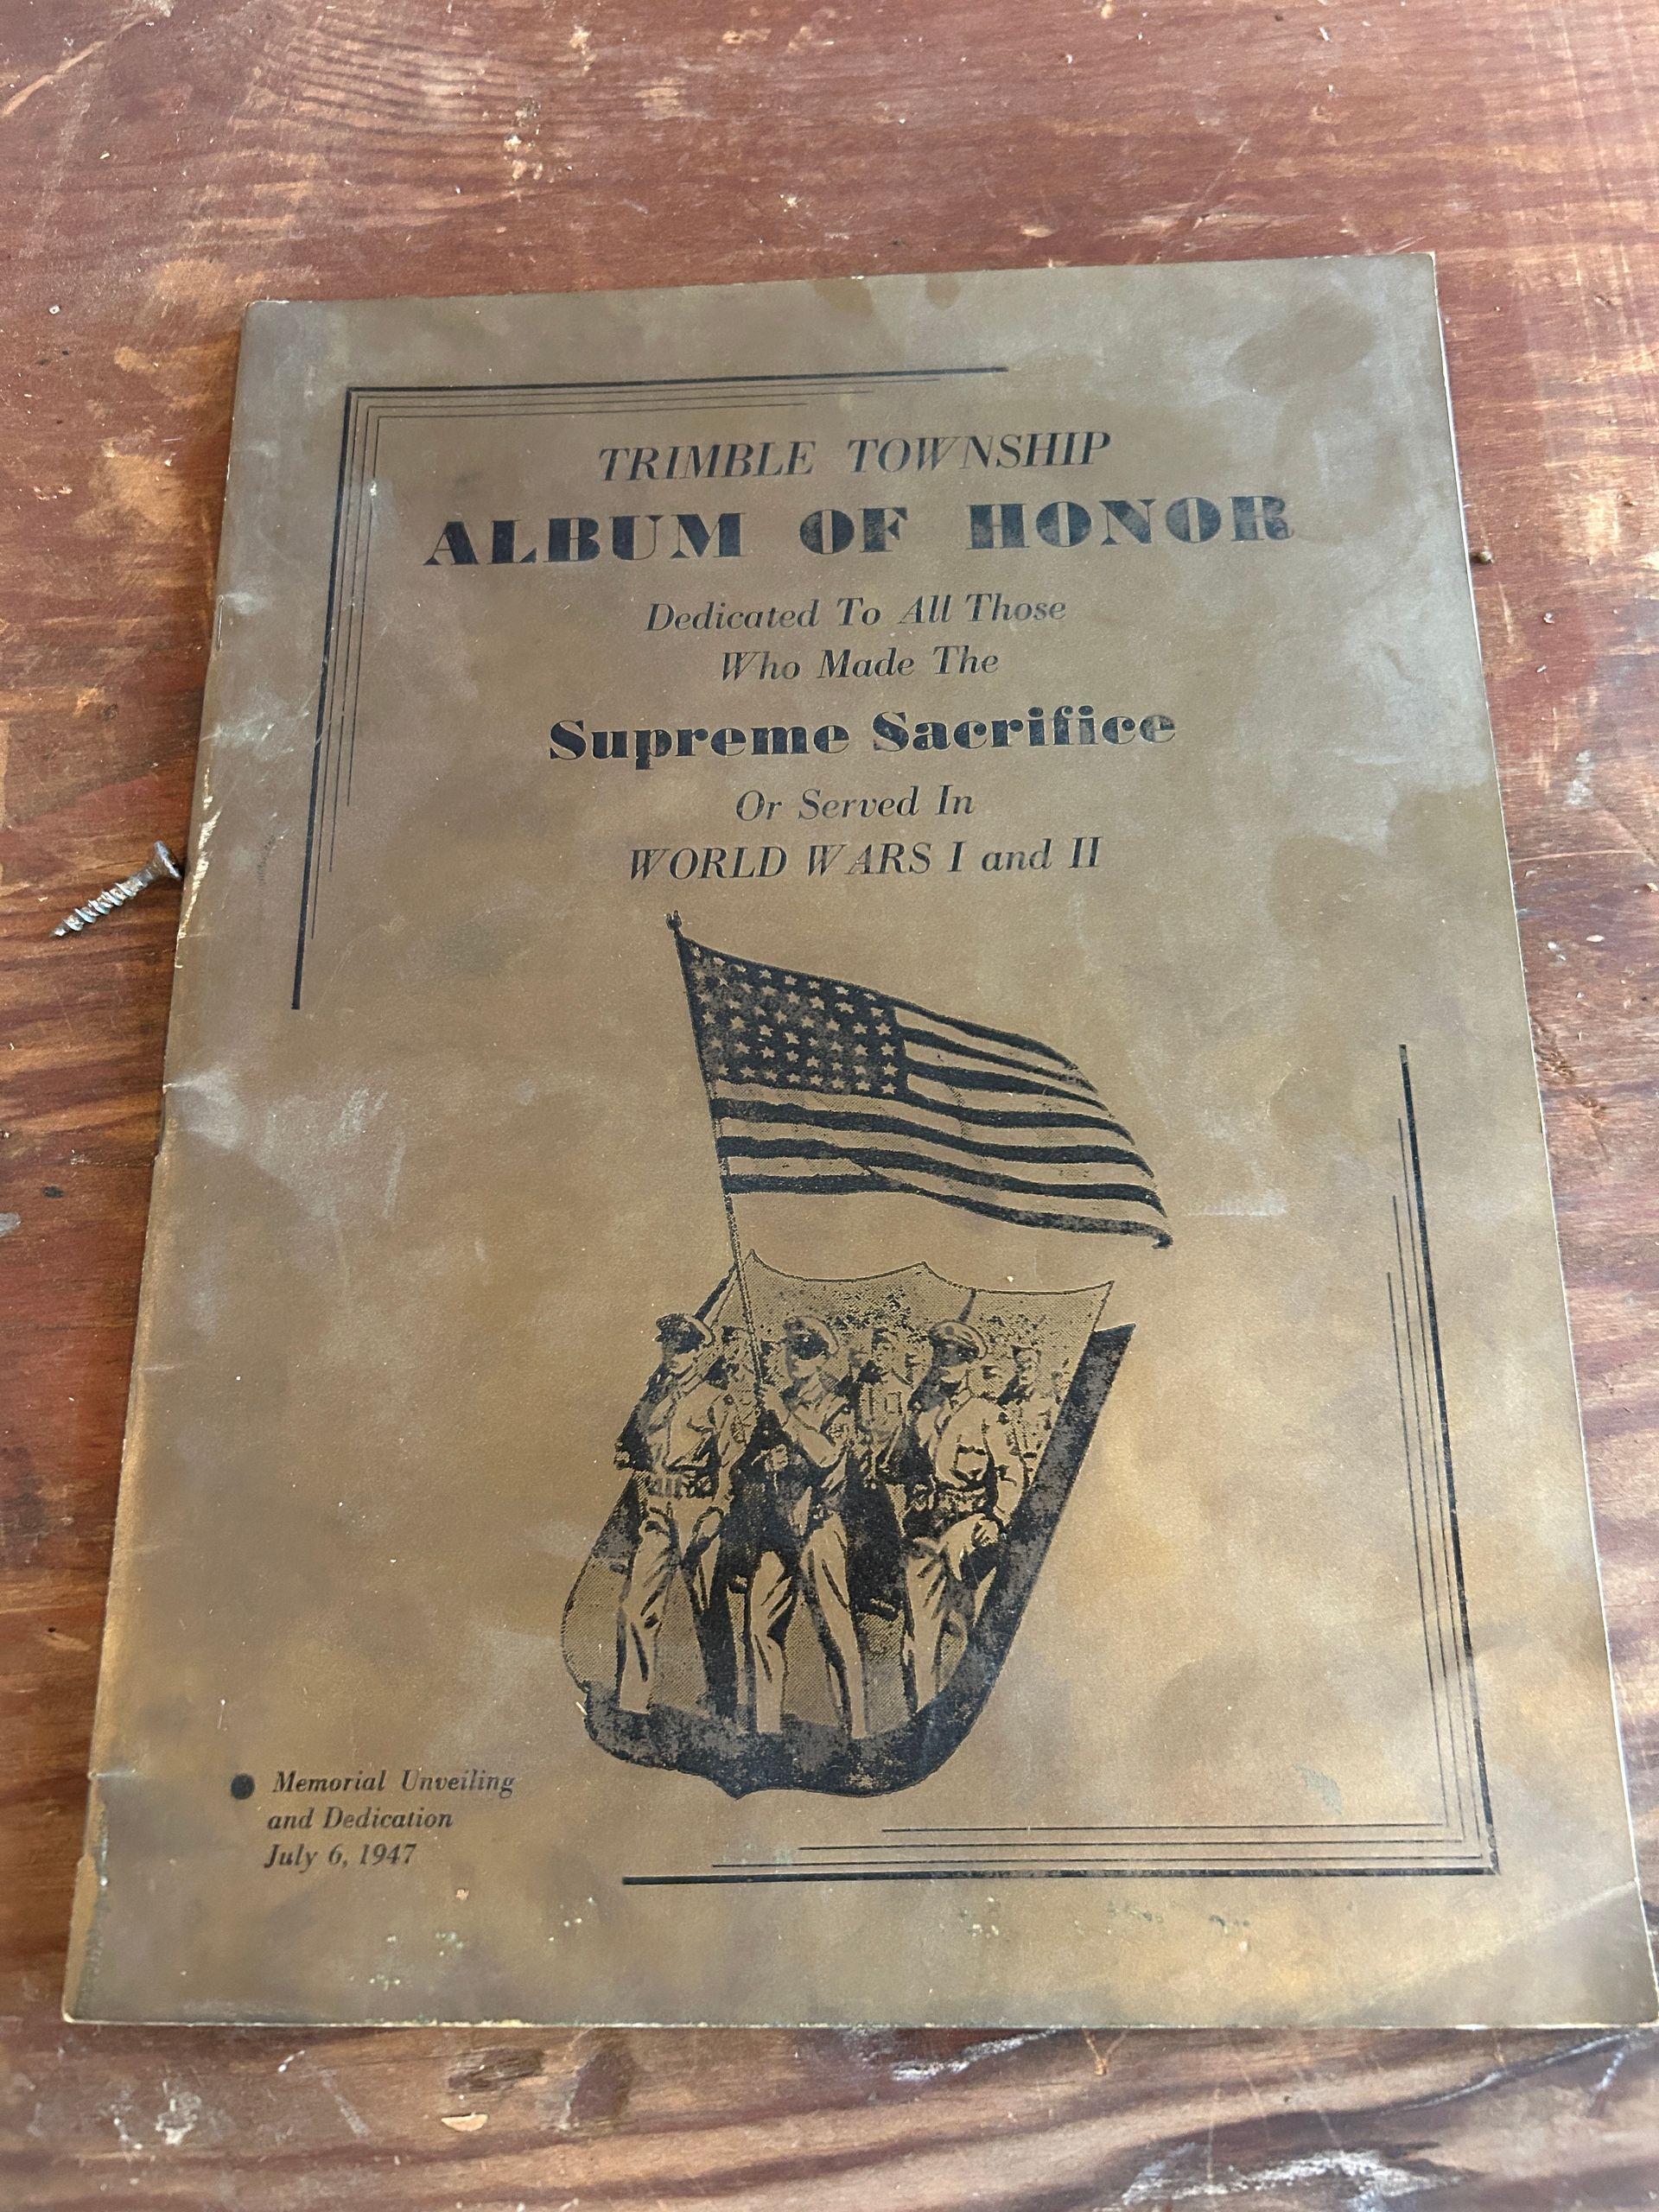 TRIMBLE TOWNSHIP
ALBUM OF HONOR
Dedicated To All Those
Who Made The
Supreme Sacrifice
Or Served In
WORLD WARS I and II
Memorial Unveiling
and Dedication
July 6, 1947